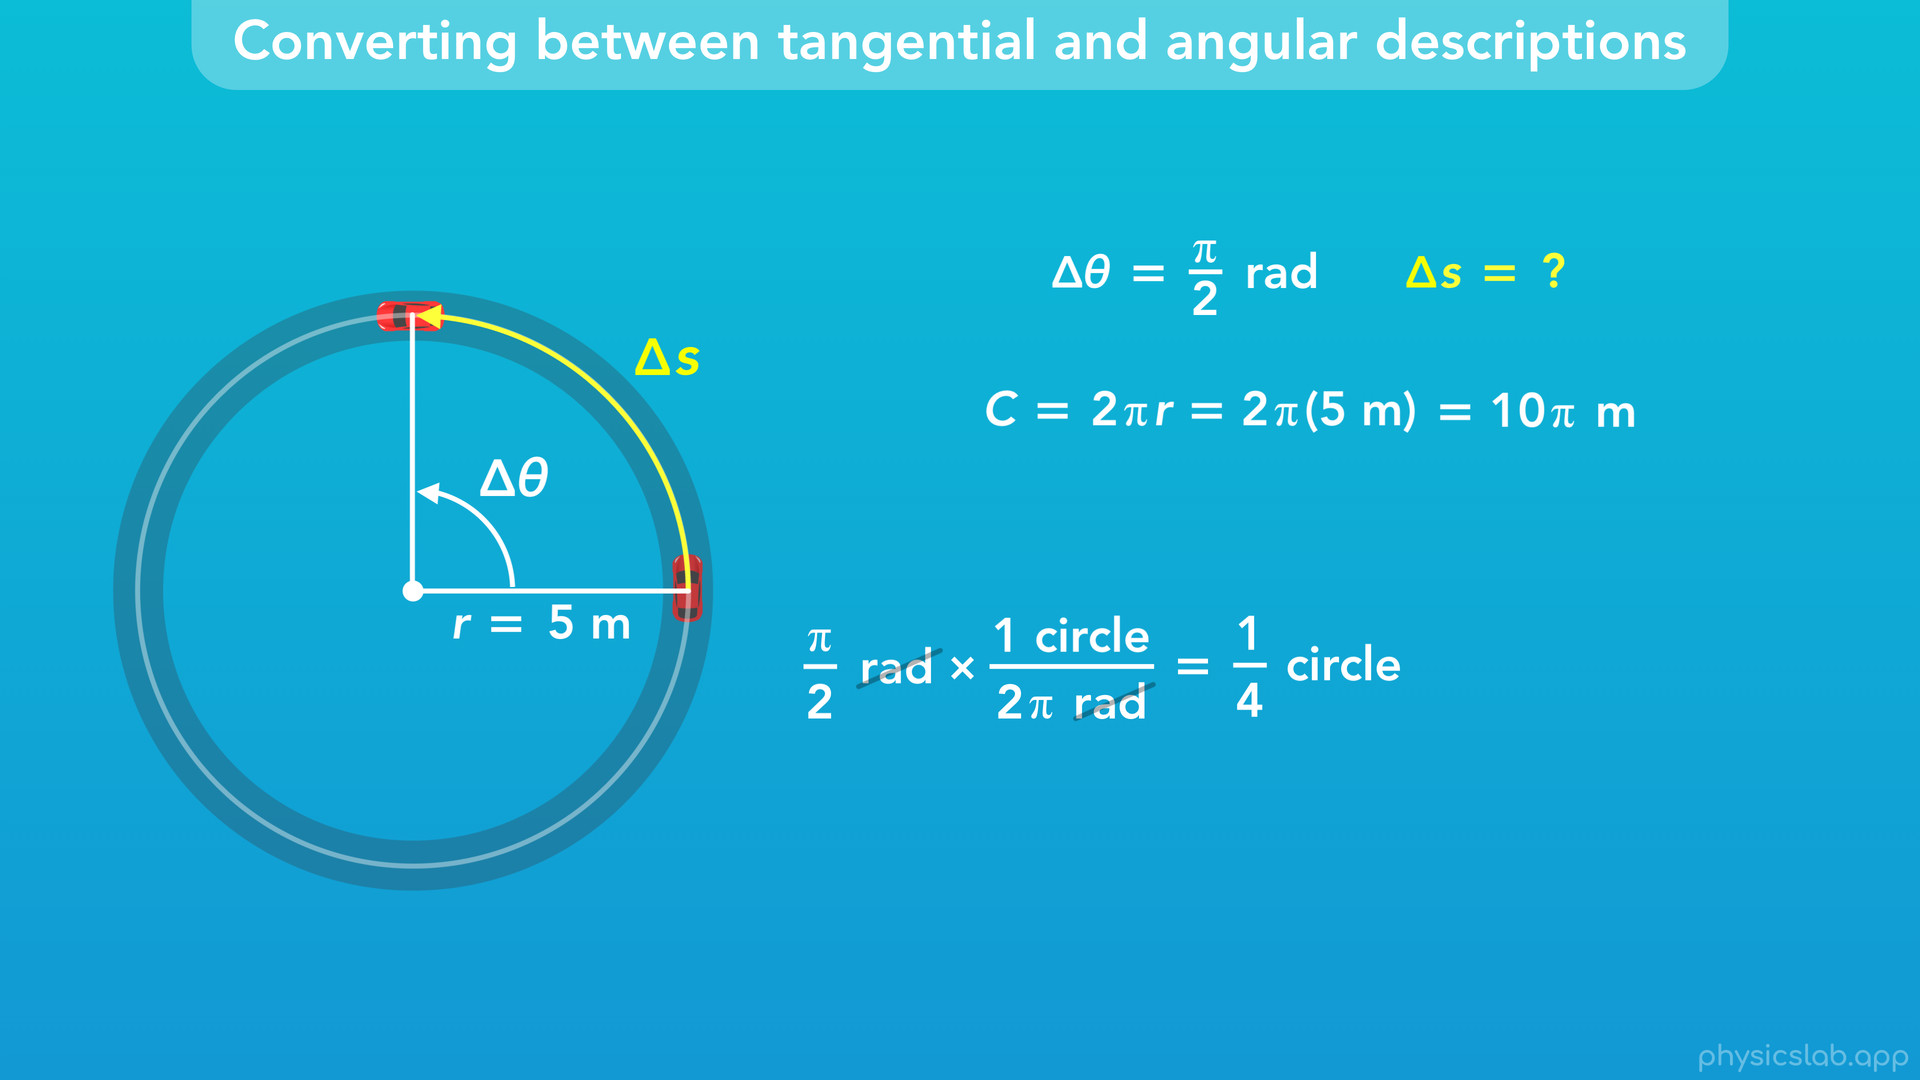 Converting between tangential and angular descriptions
Δθ = π/2 rad Δs = ?
C = 2πr = 2π(5 m) = 10π m
Δs
Δθ
r = 5 m
π/2 rad × 1 circle/2π rad = 1/4 circle
physicslab.app